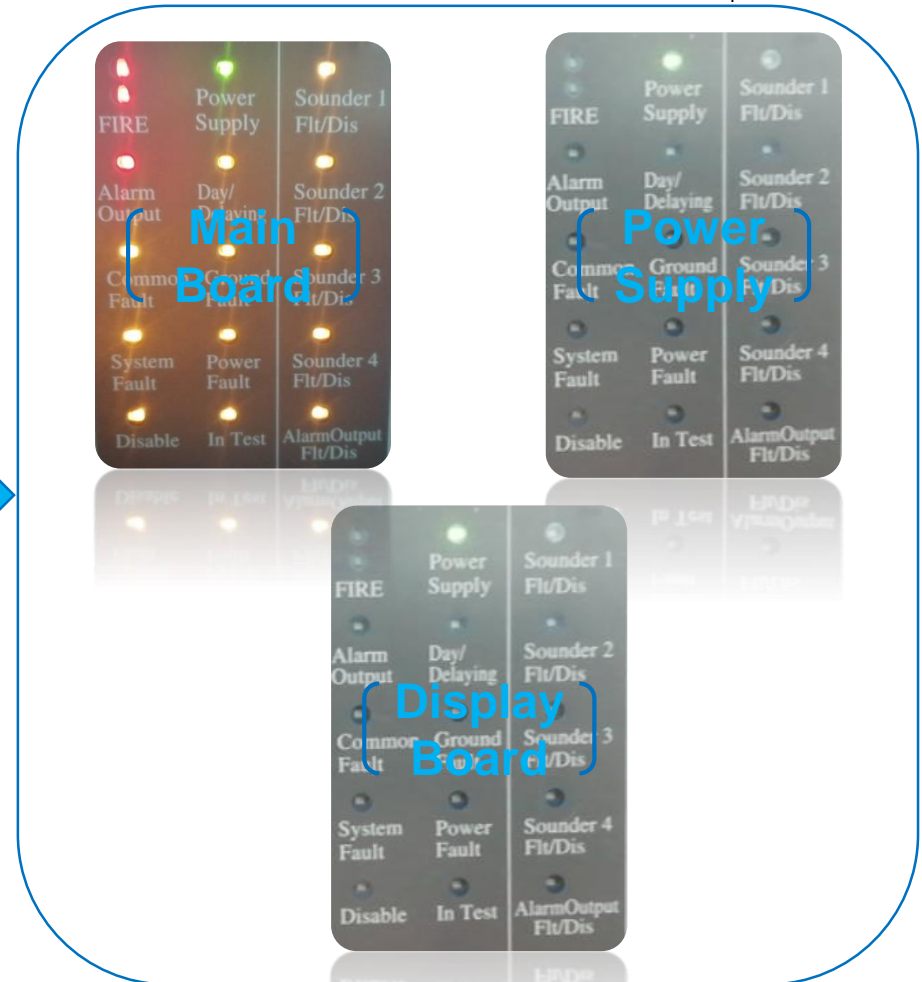 FIRE
Power
Supply
Sounder 1
Flt/Dis
Alarm
Output
Day/
Delaying
Sounder 2
Flt/Dis
Common
Fault
Ground
Fault
Sounder 3
Flt/Dis
System
Fault
Power
Fault
Sounder 4
Flt/Dis
Disable
In Test
AlarmOutput
Flt/Dis
Main
Board
FIRE
Power
Supply
Sounder 1
Flt/Dis
Alarm
Output
Day/
Delaying
Sounder 2
Flt/Dis
Common
Fault
Ground
Fault
Sounder 3
Flt/Dis
System
Fault
Power
Fault
Sounder 4
Flt/Dis
Disable
In Test
AlarmOutput
Flt/Dis
Power
Supply
FIRE
Power
Supply
Sounder 1
Flt/Dis
Alarm
Output
Day/
Delaying
Sounder 2
Flt/Dis
Common
Fault
Ground
Fault
Sounder 3
Flt/Dis
System
Fault
Power
Fault
Sounder 4
Flt/Dis
Disable
In Test
AlarmOutput
Flt/Dis
Display
Board